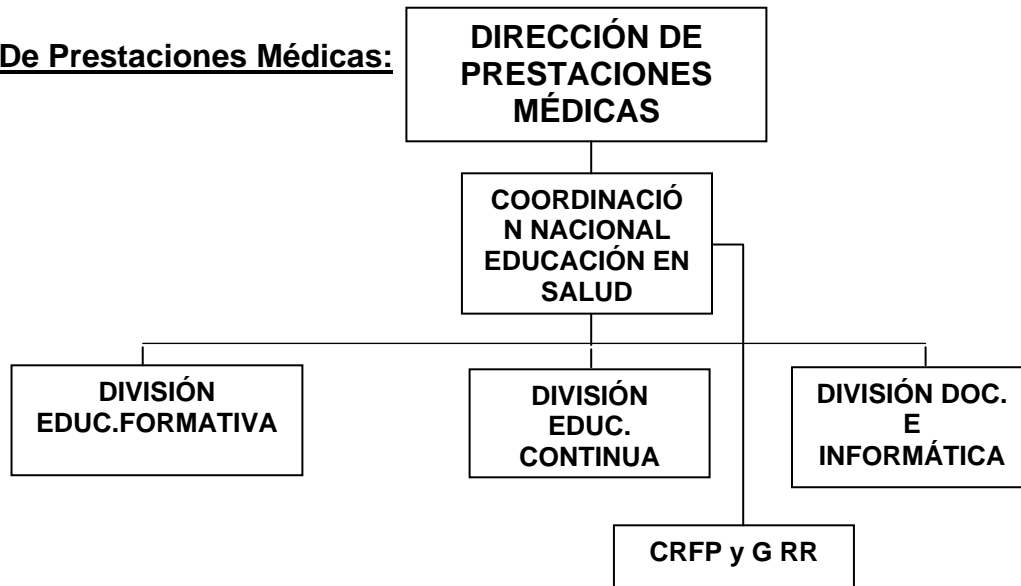 De Prestaciones Médicas:
DIRECCIÓN DE
PRESTACIONES
MÉDICAS
COORDINACIÓ
N NACIONAL
EDUCACIÓN EN
SALUD
DIVISIÓN
EDUC.FORMATIVA
DIVISIÓN
EDUC.
CONTINUA
DIVISIÓN DOC.
E
INFORMÁTICA
CRFP y G RR